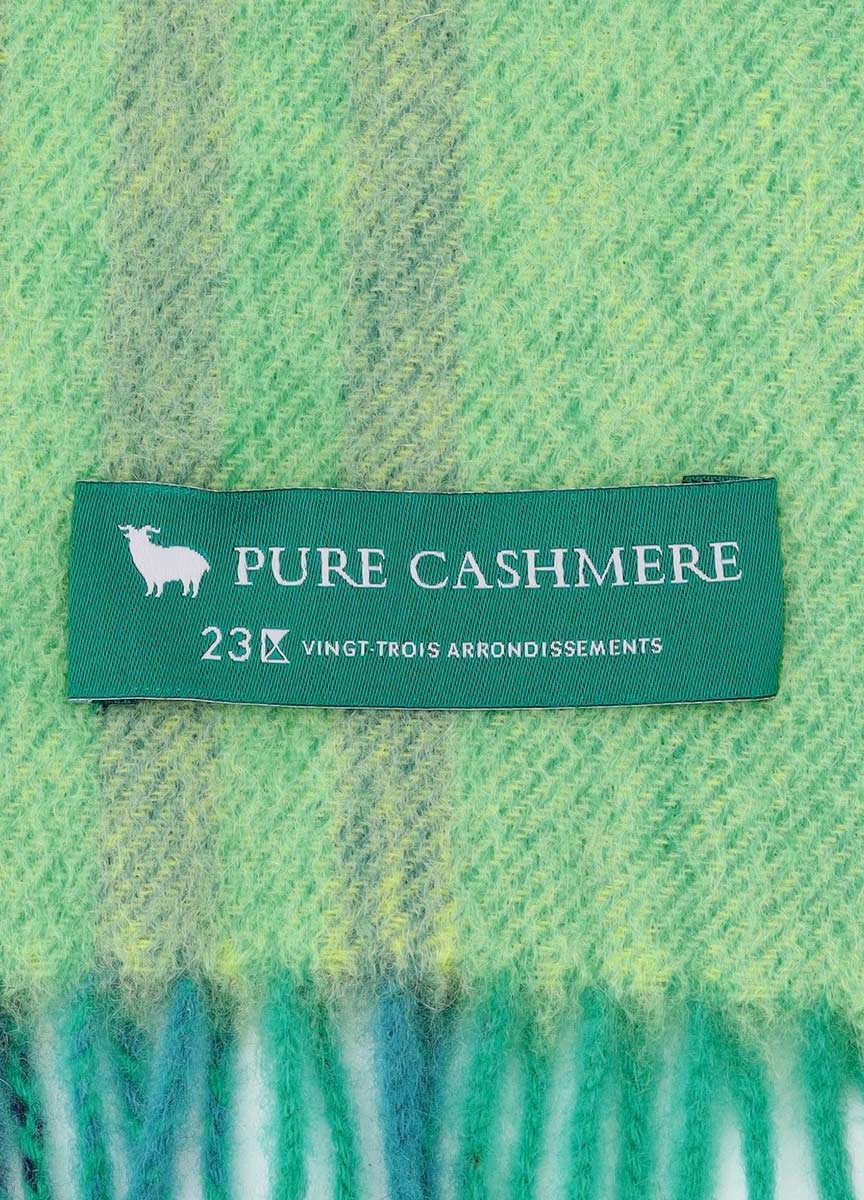 PURE CASHMERE
23 VINGT-TROIS ARRONDISSEMENTS